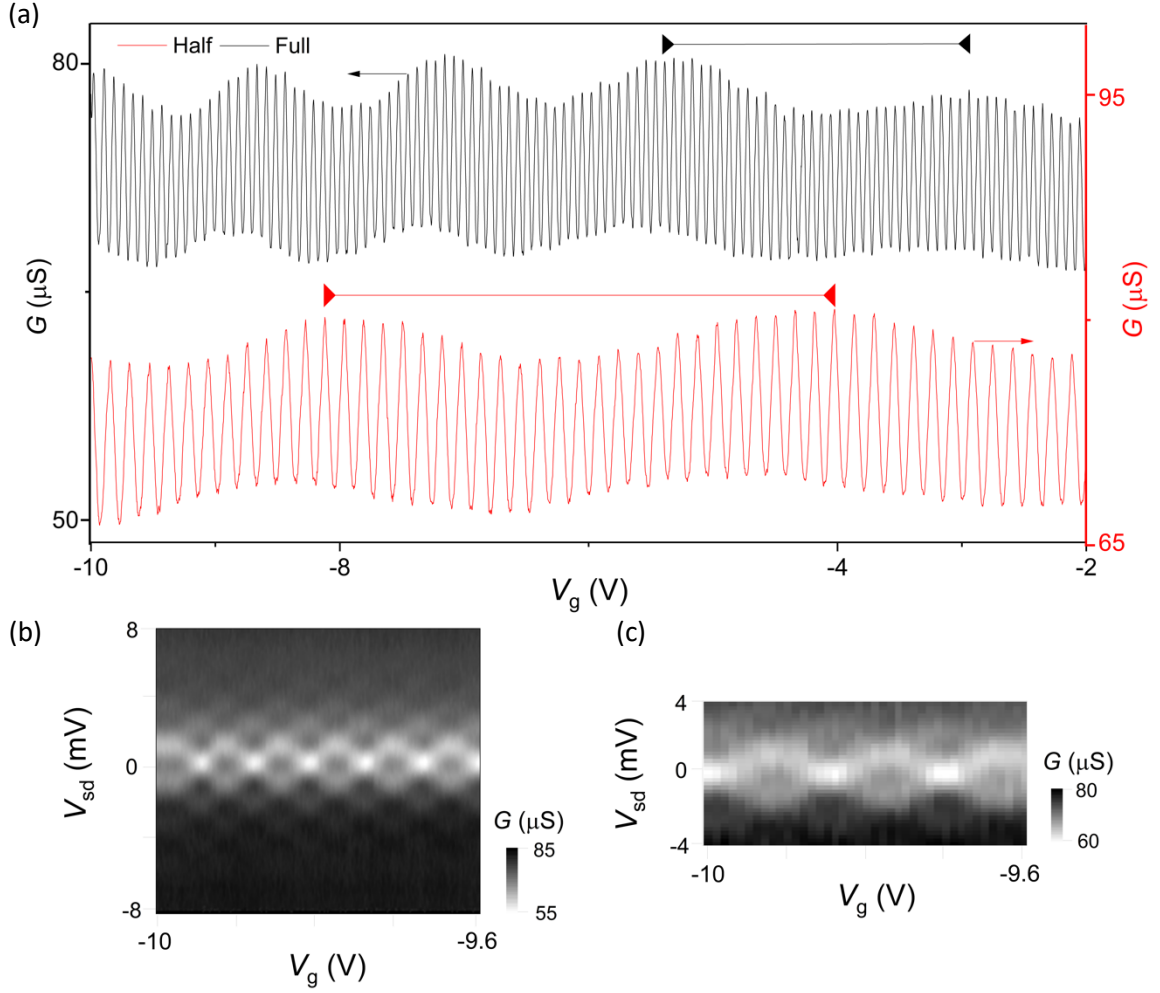 (a)
Half Full
80
95
G (μS)
G (μS)
50
65
-10 -8 -6 -4 -2
Vg (V)
(b)
(c)
8
4
Vsd (mV)
0
Vsd (mV)
0
G (μS)
80
60
G (μS)
85
55
-4
-8
-10 -9.6
-10 -9.6
Vg (V)
Vg (V)